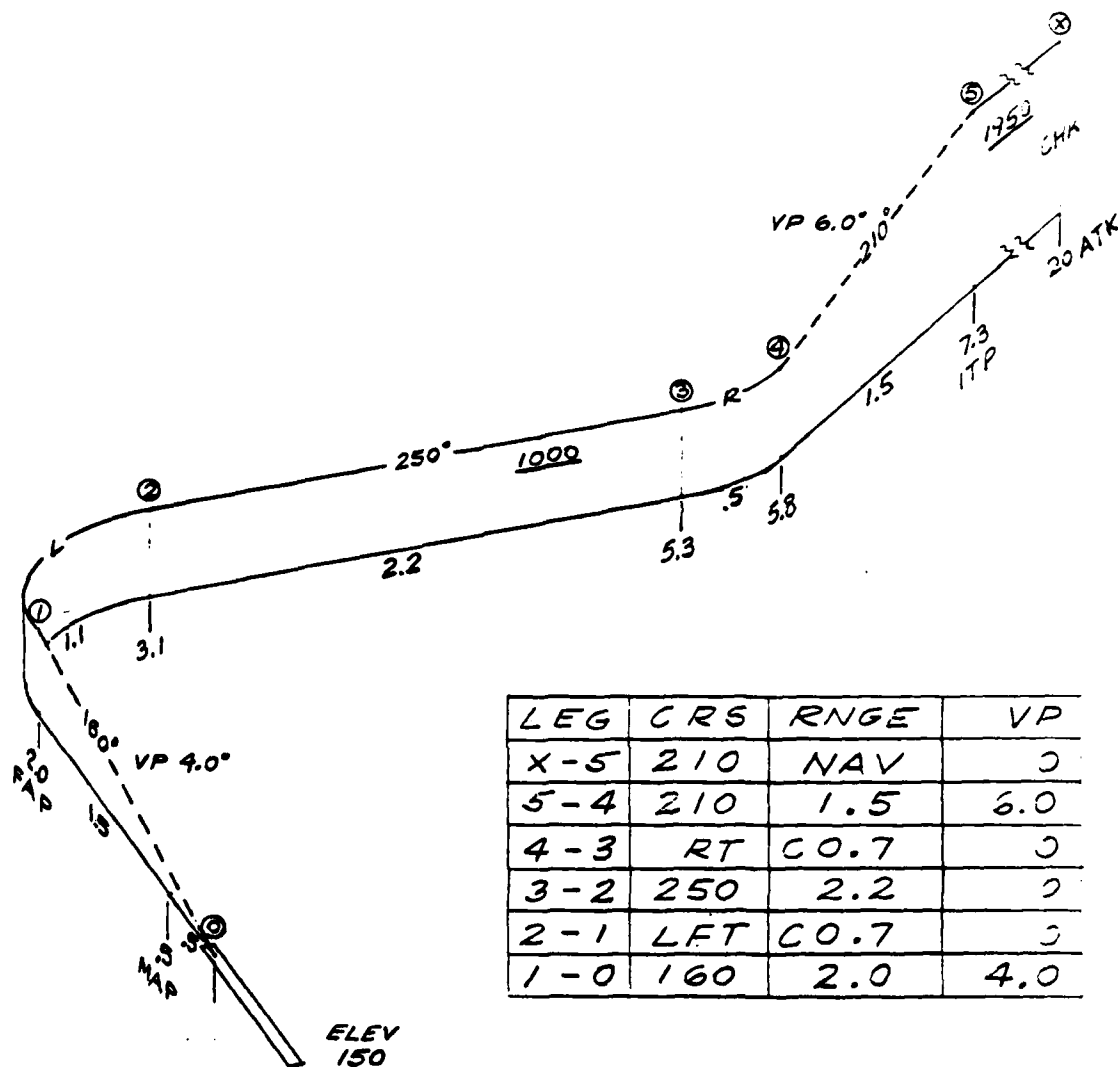 X
5
1950
CHK
VP 6.0°
210°
20 ATK
7.3
ITP
4
1.5
3
R
250°
1000
.5
5.8
5.3
2
L
2.2
1
1.1
3.1
180°
VP 4.0°
2.0
FAP
1.5
0
.5
MAP
ELEV
150
LEG CRS RNGE VP
X-5 210 NAV 0
5-4 210 1.5 6.0
4-3 RT C0.7 0
3-2 250 2.2 0
2-1 LFT C0.7 0
1-0 160 2.0 4.0